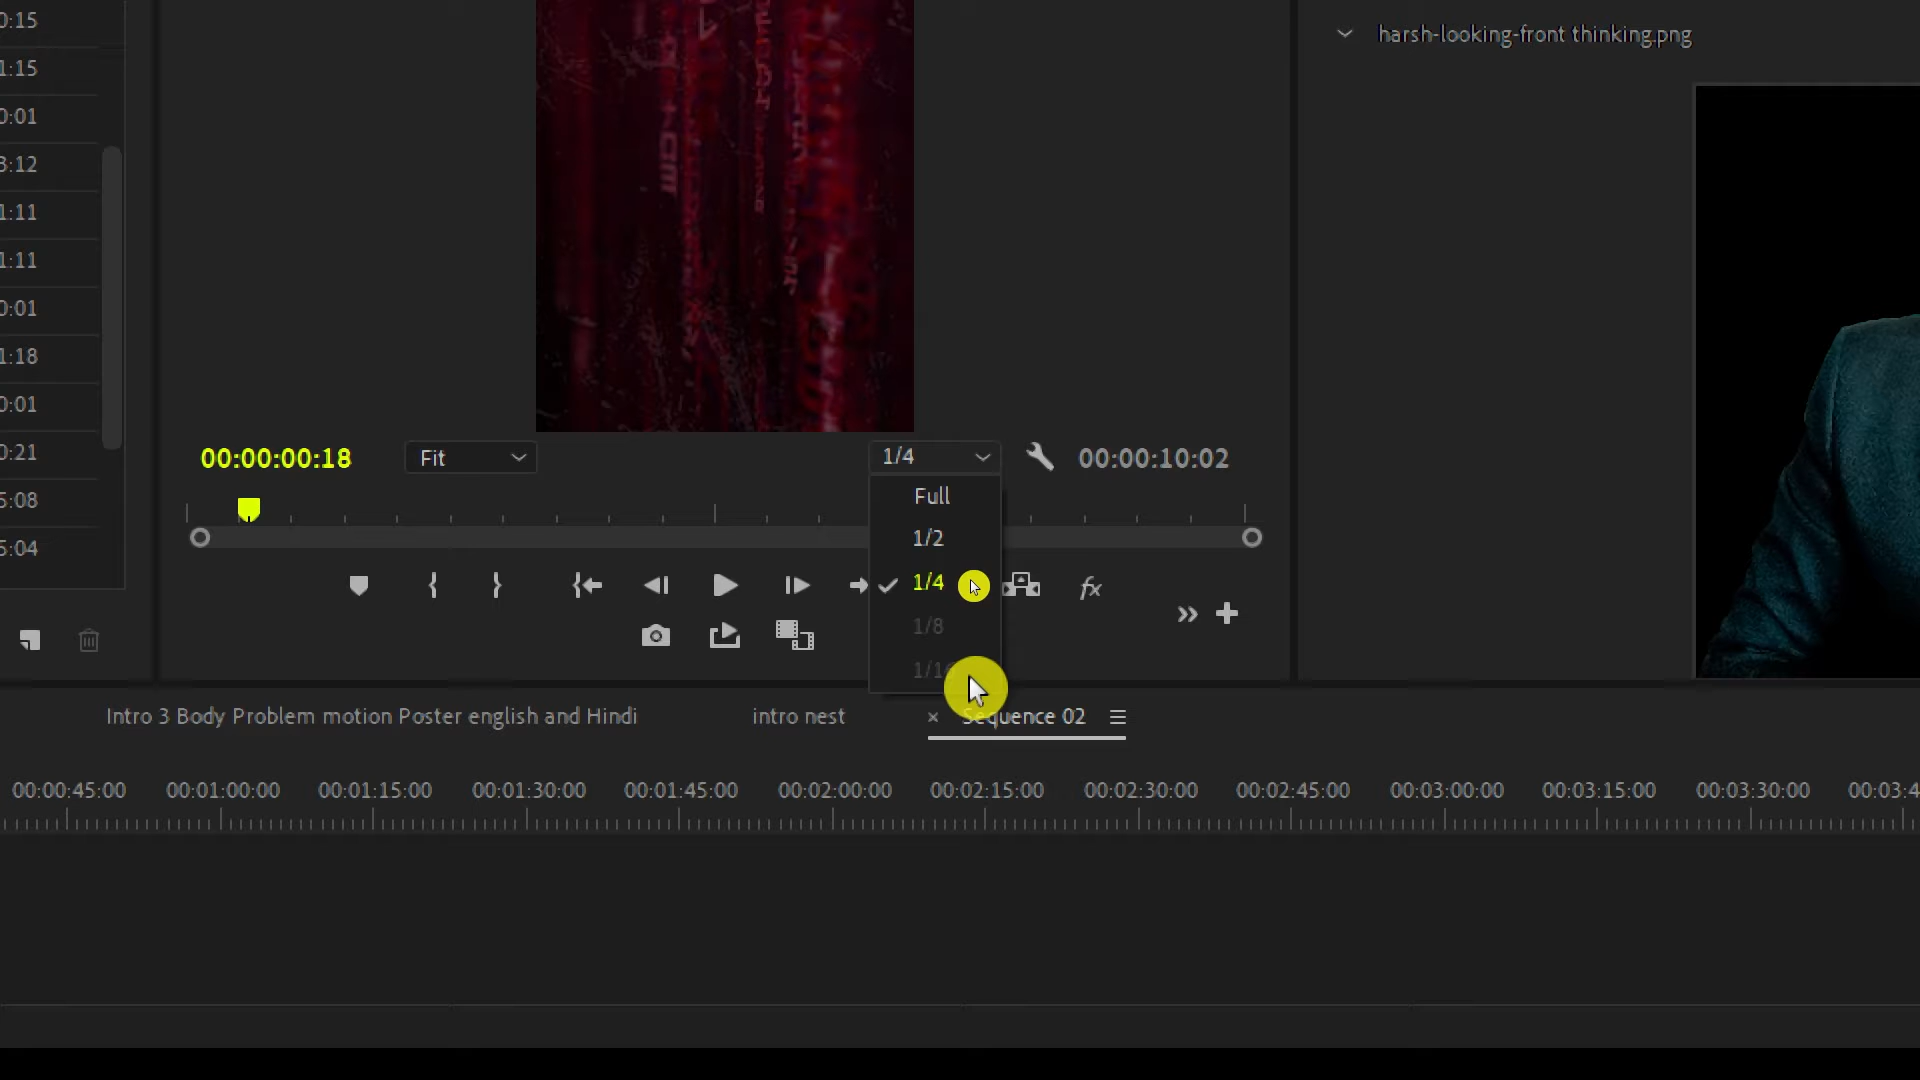 0:15
1:15
0:01
3:12
1:11
1:11
0:01
1:18
0:01
0:21
5:08
5:04
harsh-looking-front thinking.png
00:00:00:18
Fit
1/4
00:00:10:02
Full
1/2
1/4
1/8
1/16
fx
Intro 3 Body Problem motion Poster english and Hindi
intro nest
× Sequence 02
00:00:45:00 00:01:00:00 00:01:15:00 00:01:30:00 00:01:45:00 00:02:00:00 00:02:15:00 00:02:30:00 00:02:45:00 00:03:00:00 00:03:15:00 00:03:30:00 00:03:4